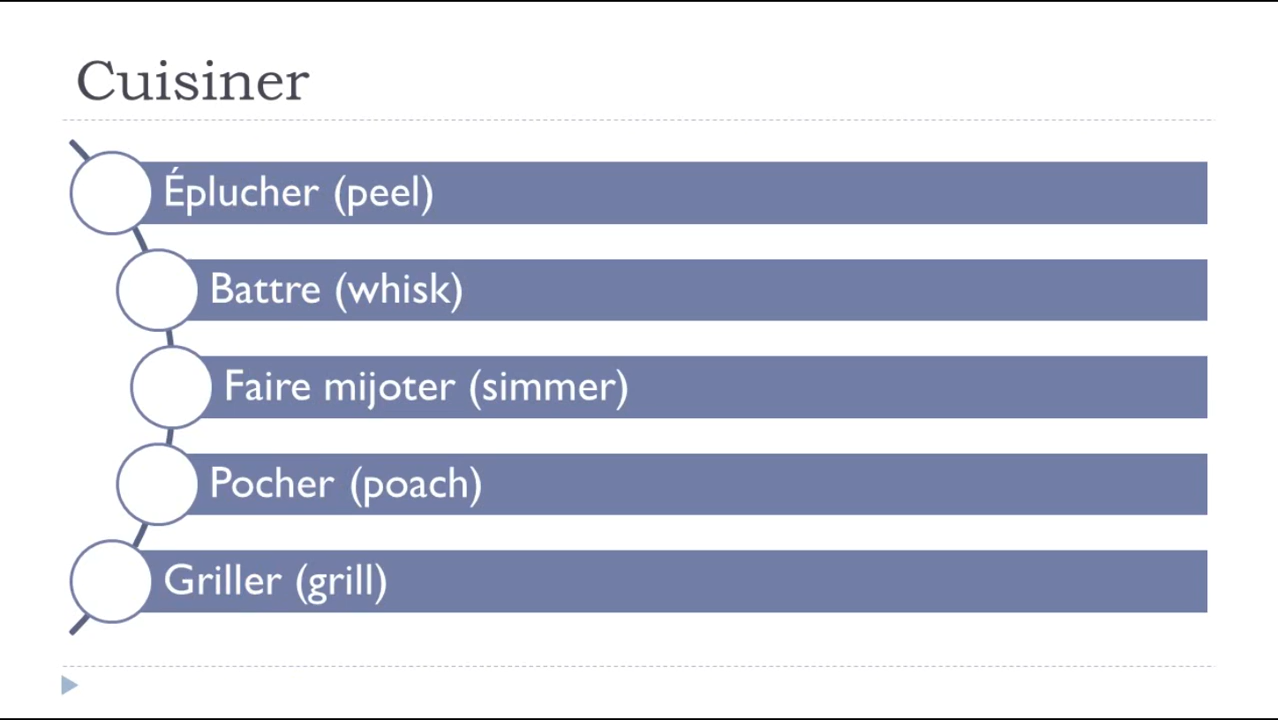 Cuisiner
Éplucher (peel)
Battre (whisk)
Faire mijoter (simmer)
Pocher (poach)
Griller (grill)